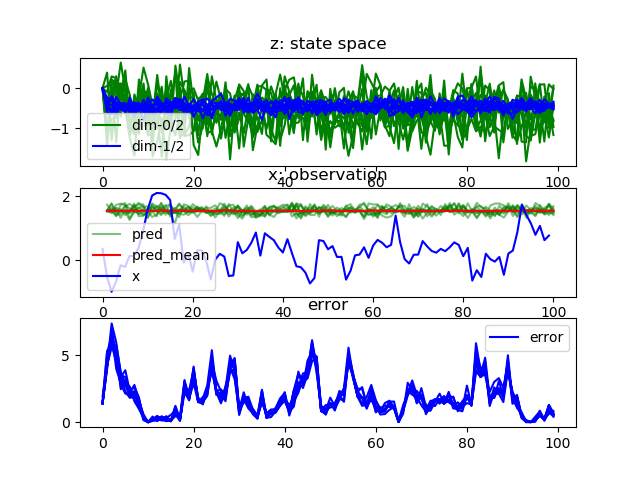 z: state space
0
−1
dim-0/2
dim-1/2
0 20 40 60 80 100
x: observation
2
0
pred
pred_mean
x
0 20 40 60 80 100
error
5
0
error
0 20 40 60 80 100